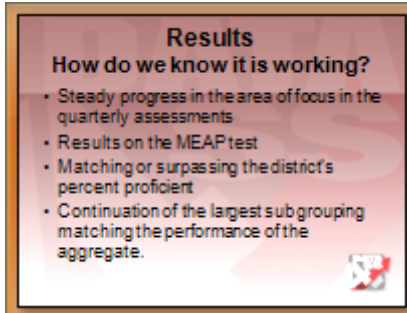 Results
How do we know it is working?
• Steady progress in the area of focus in the
quarterly assessments
• Results on the MEAP test
• Matching or surpassing the district's
percent proficient
• Continuation of the largest subgrouping
matching the performance of the
aggregate.